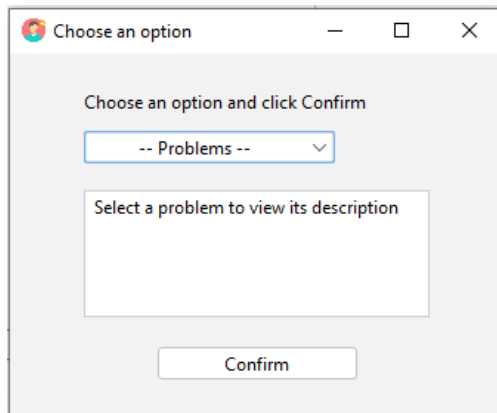 Choose an option
Choose an option and click Confirm
-- Problems --
Select a problem to view its description
Confirm